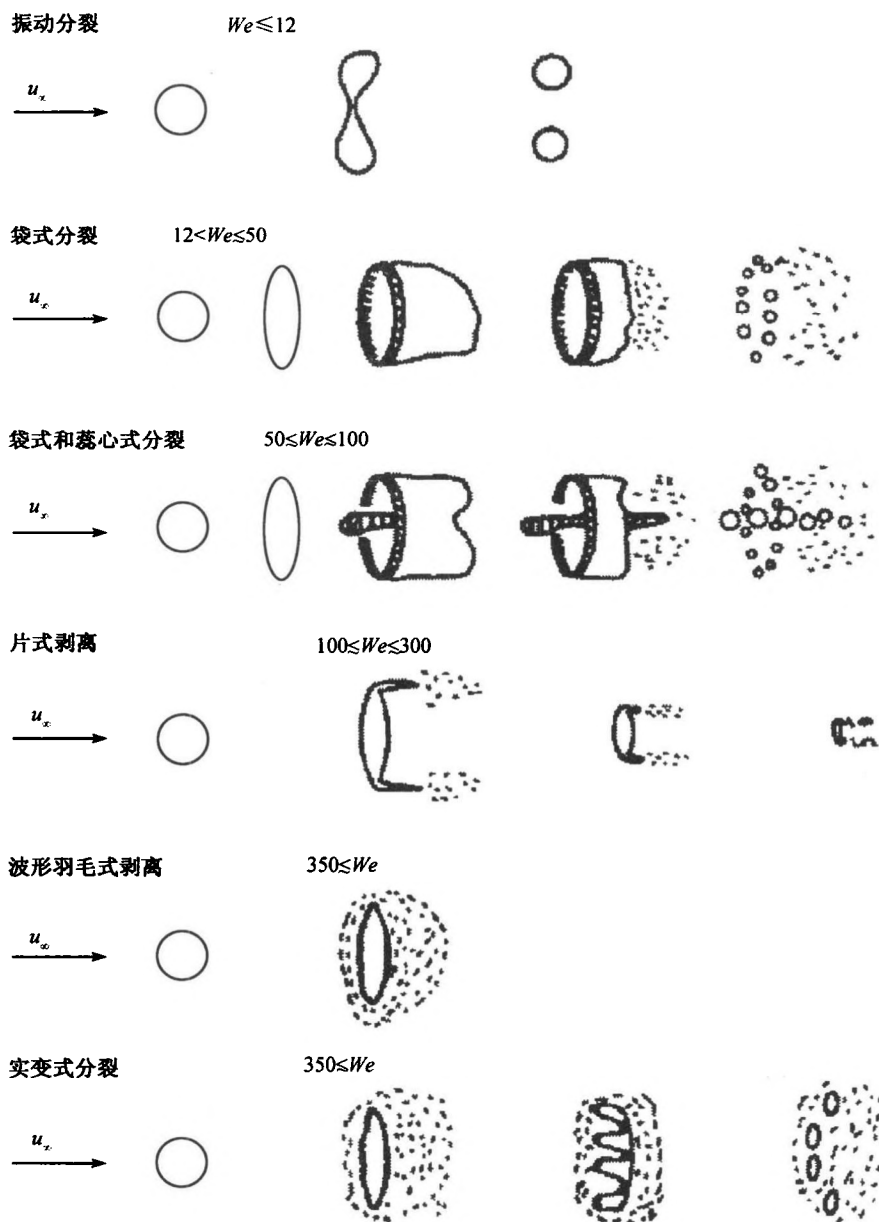 振动分裂 We≤12
u∞
袋式分裂 12<We≤50
u∞
袋式和蕊心式分裂 50≤We≤100
u∞
片式剥离 100≤We≤300
u∞
波形羽毛式剥离 350≤We
u∞
实变式分裂 350≤We
u∞